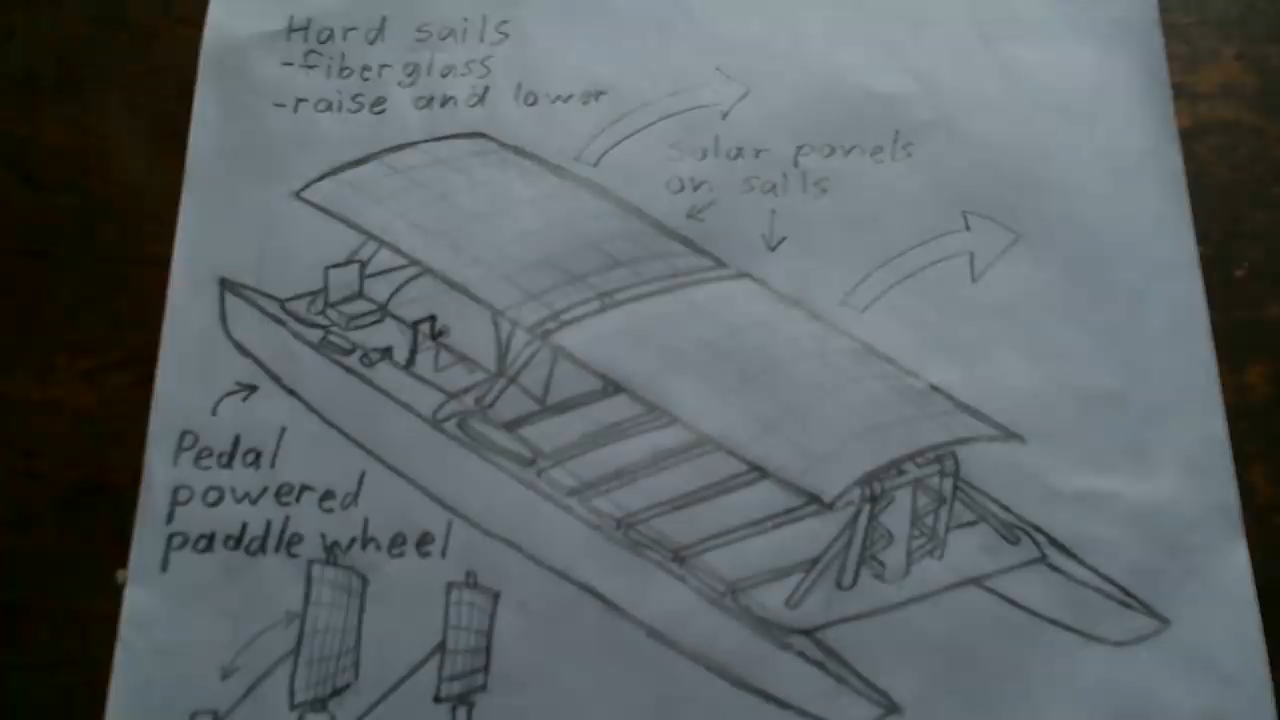 Hard sails
-fiberglass
-raise and lower
Solar panels
on sails
Pedal
powered
paddle wheel